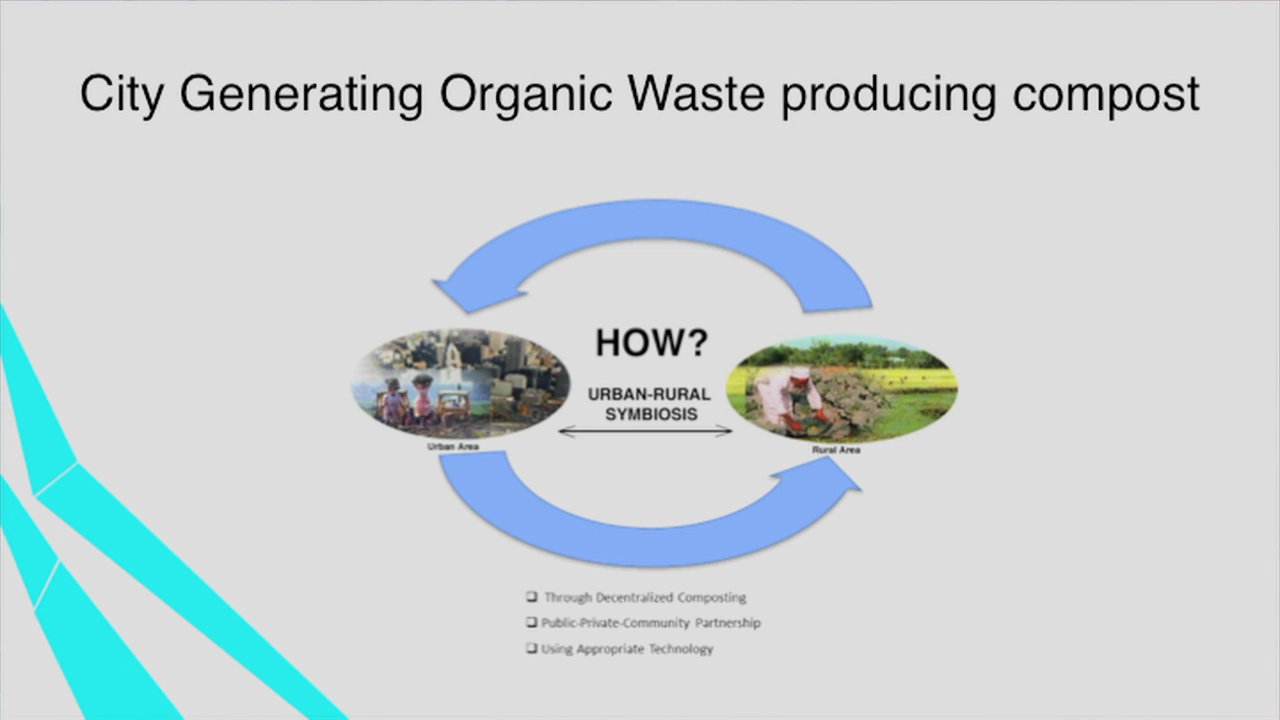 City Generating Organic Waste producing compost
HOW?
URBAN-RURAL
SYMBIOSIS
Urban Area
Rural Area
Through Decentralized Composting
Public-Private-Community Partnership
Using Appropriate Technology